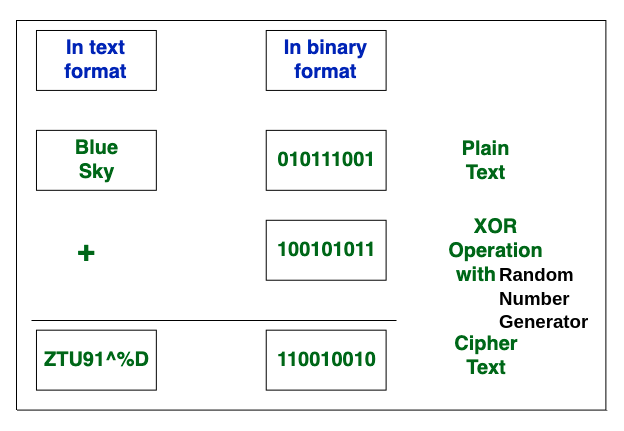 In text
format
In binary
format
Blue
Sky
010111001
Plain
Text
+
100101011
XOR
Operation
with Random
Number
Generator
ZTU91^%D
110010010
Cipher
Text